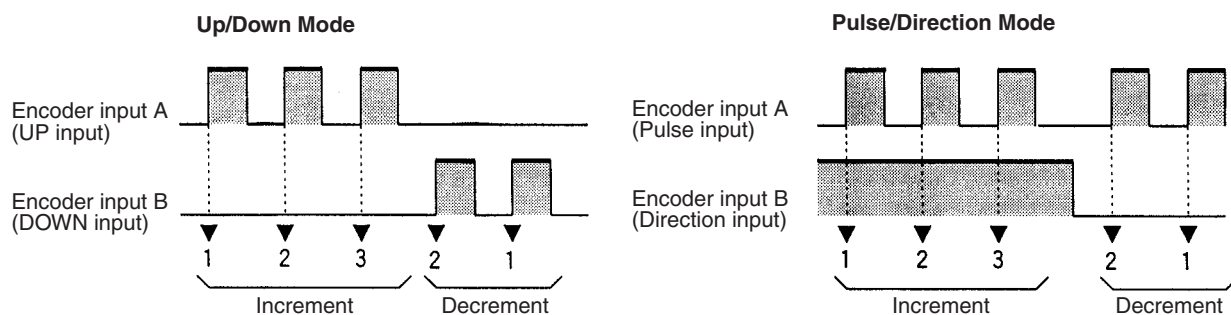 Up/Down Mode
Encoder input A
(UP input)
Encoder input B
(DOWN input)
1 2 3 2 1
Increment Decrement
Pulse/Direction Mode
Encoder input A
(Pulse input)
Encoder input B
(Direction input)
1 2 3 2 1
Increment Decrement